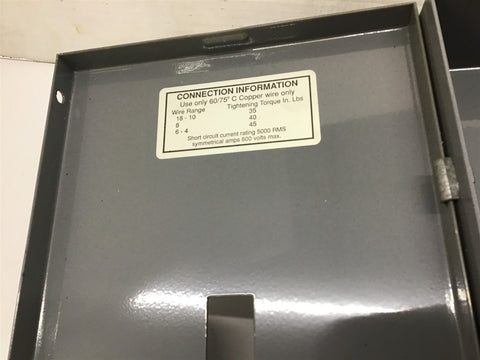 CONNECTION INFORMATION
Use only 60/75° C Copper wire only
Wire Range Tightening Torque In. Lbs
18 - 10 35
8 40
6 - 4 45
Short circuit current rating 5000 RMS
symmetrical amps 600 volts max.